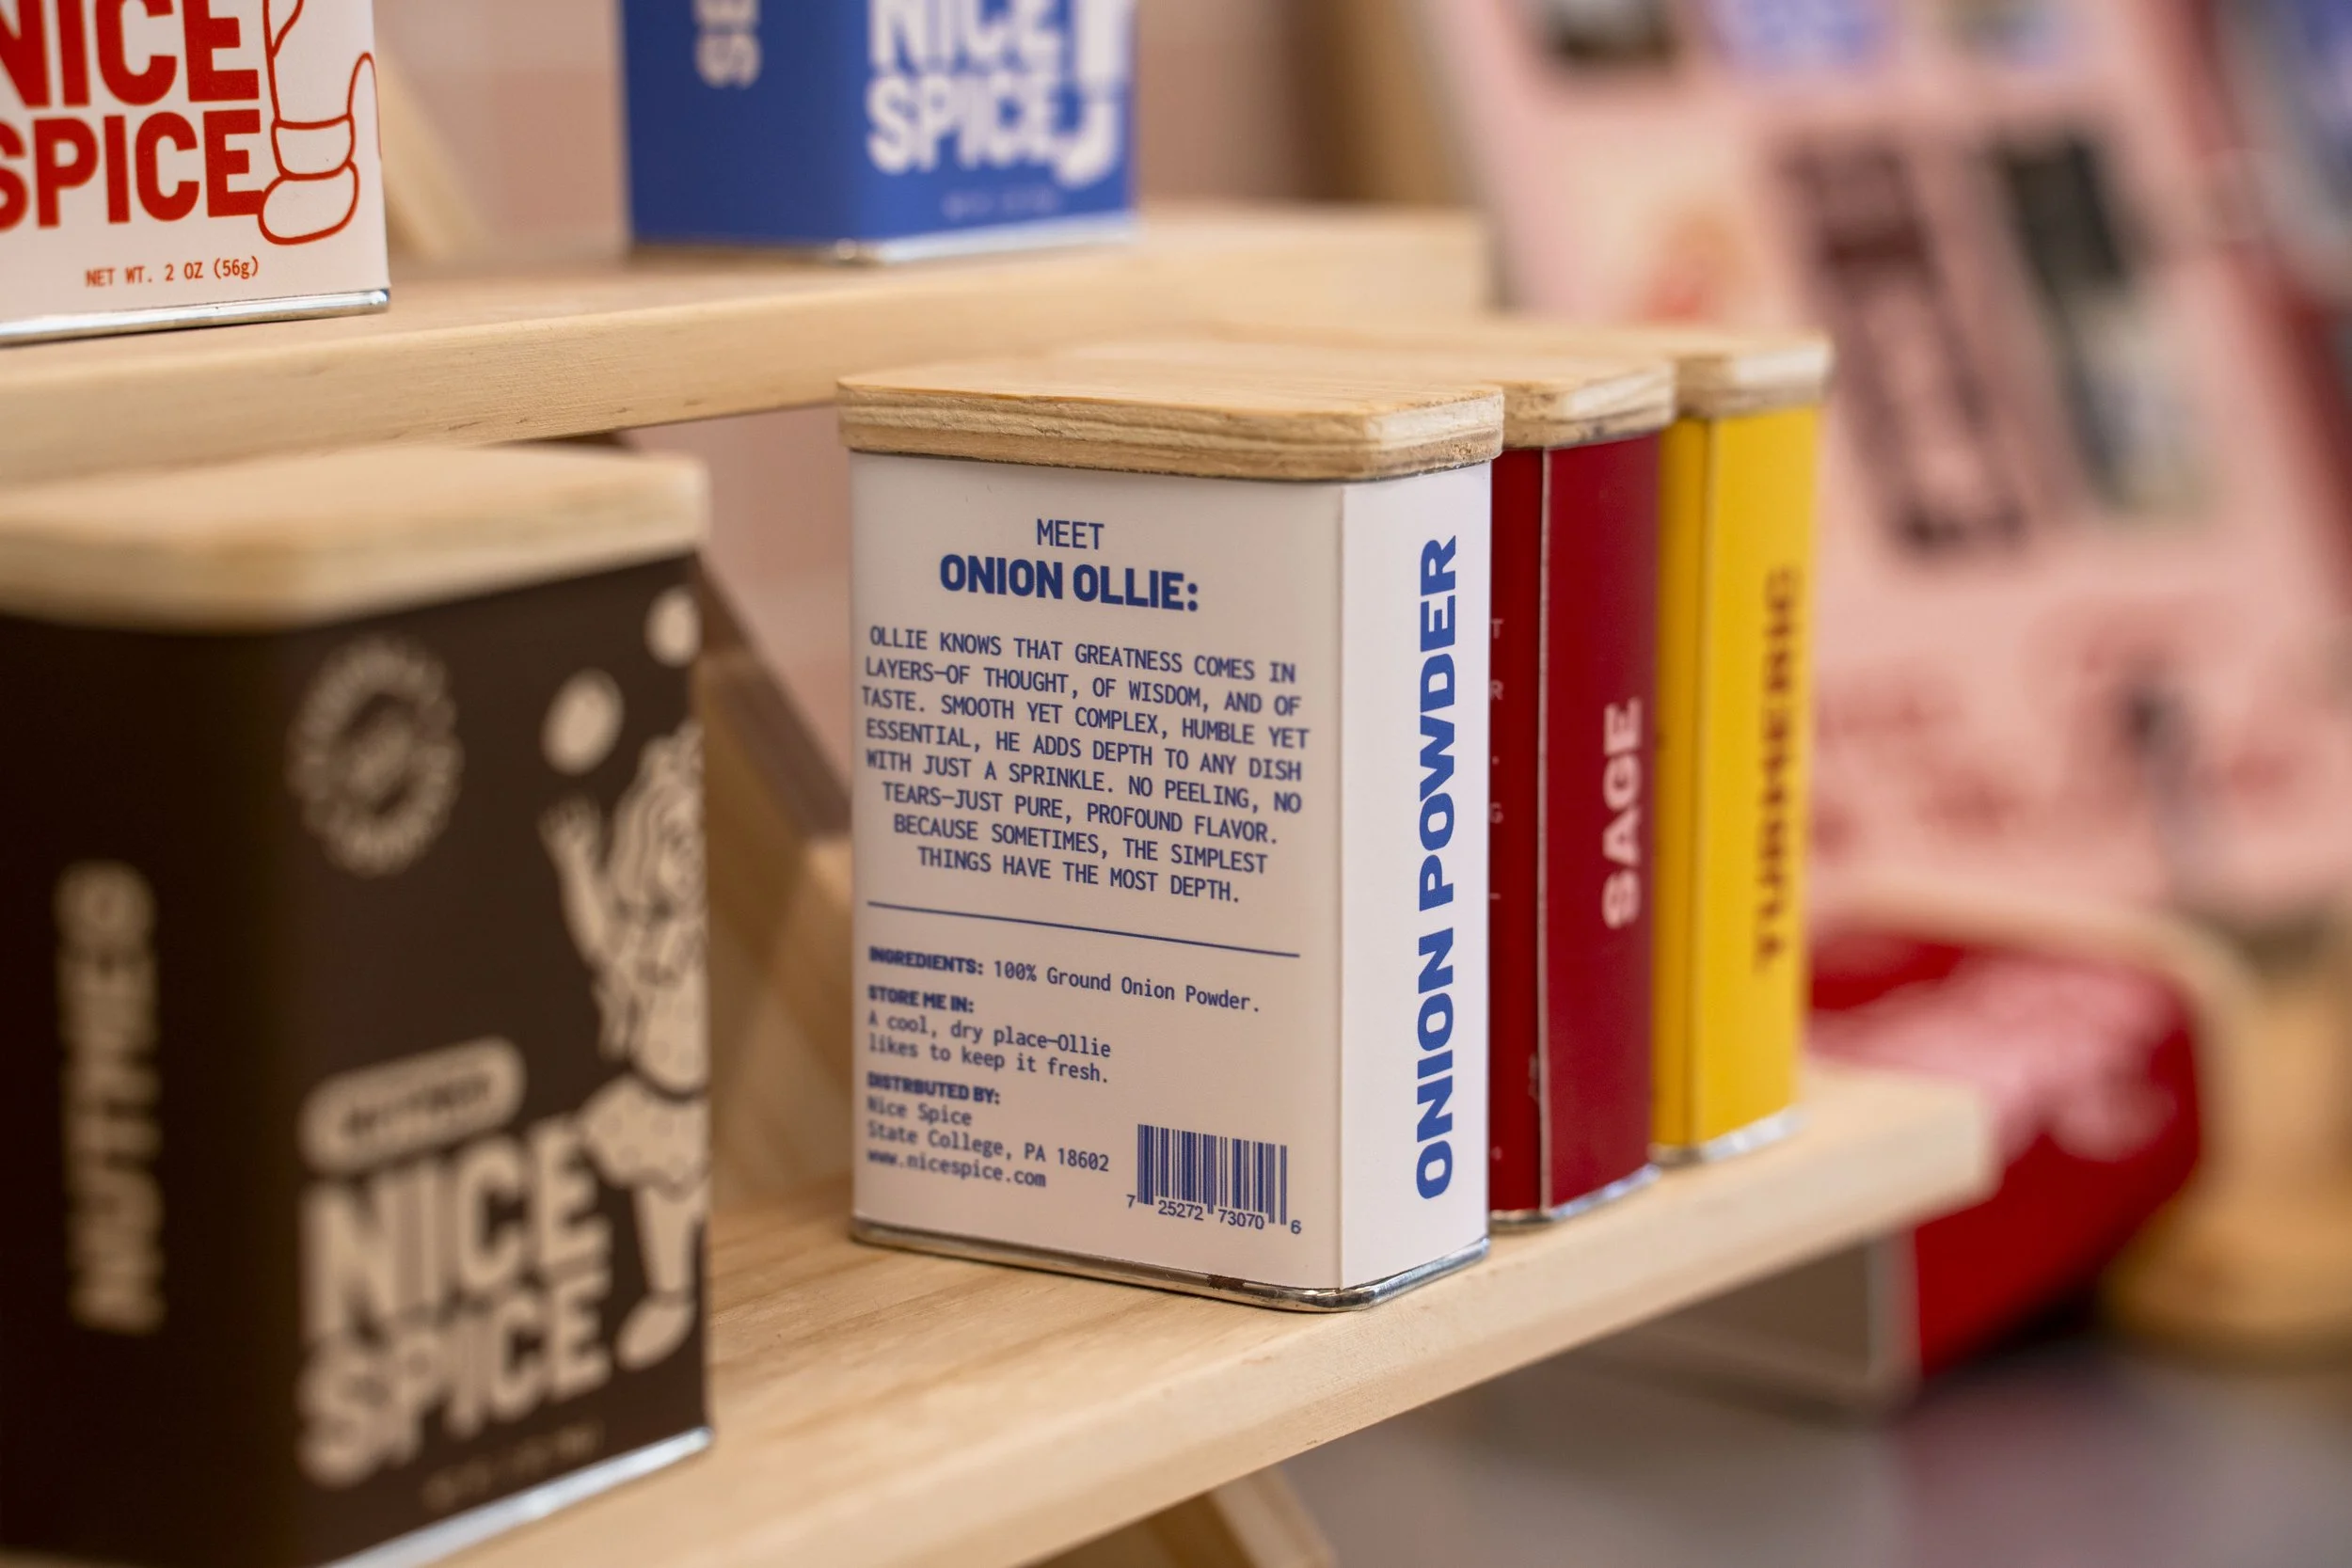 NICE
SPICE
NET WT. 2 OZ (56g)
SE
NICE
SPICE
NUTMEG
NICE
SPICE
MEET
ONION OLLIE:
OLLIE KNOWS THAT GREATNESS COMES IN
LAYERS—OF THOUGHT, OF WISDOM, AND OF
TASTE. SMOOTH YET COMPLEX, HUMBLE YET
ESSENTIAL, HE ADDS DEPTH TO ANY DISH
WITH JUST A SPRINKLE. NO PEELING, NO
TEARS—JUST PURE, PROFOUND FLAVOR.
BECAUSE SOMETIMES, THE SIMPLEST
THINGS HAVE THE MOST DEPTH.
INGREDIENTS: 100% Ground Onion Powder.
STORE ME IN:
A cool, dry place—Ollie
likes to keep it fresh.
DISTRBUTED BY:
Nice Spice
State College, PA 18602
www.nicespice.com
7 25272 73070 6
ONION POWDER
SAGE
TURMERIC